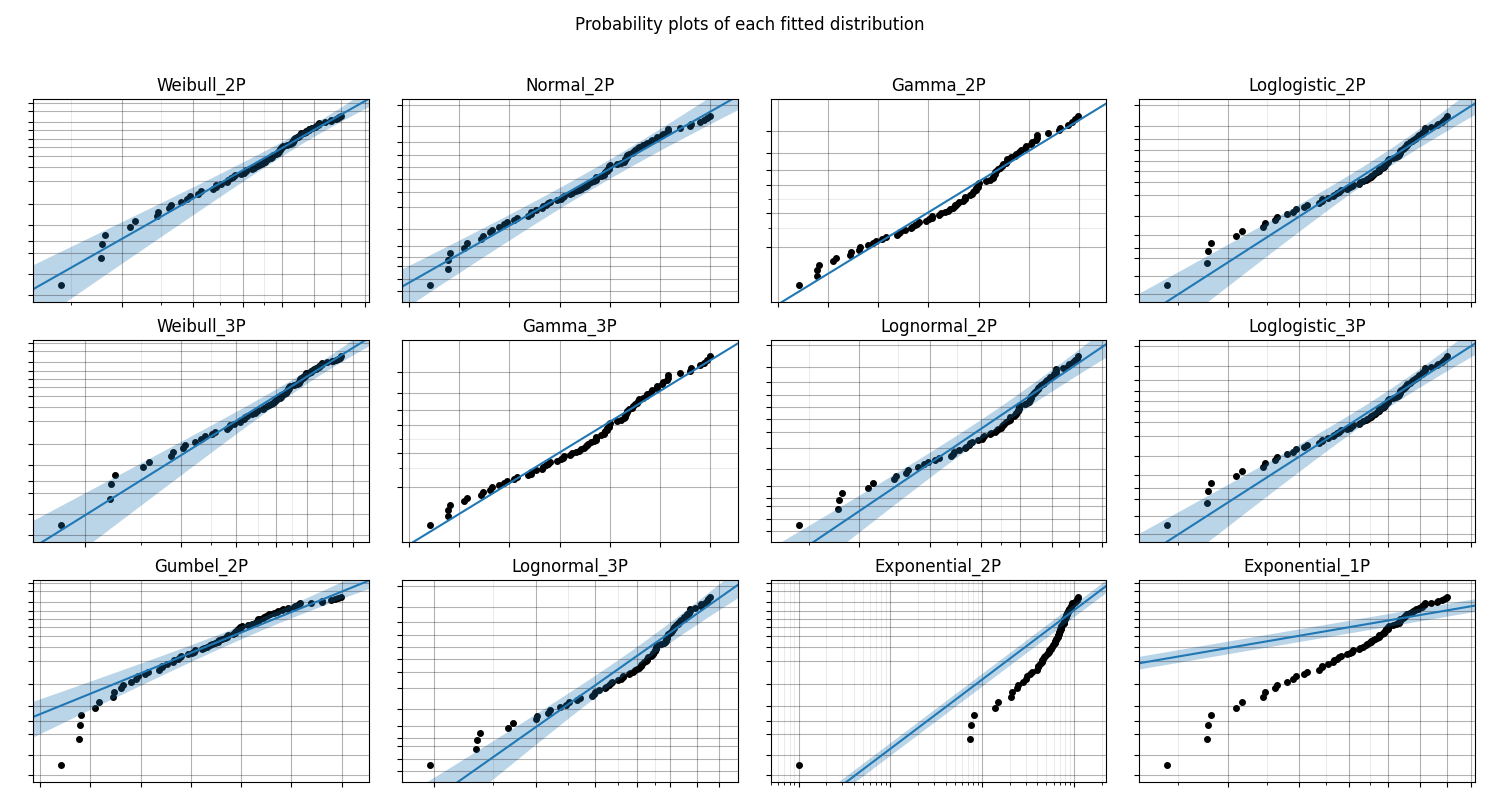 Probability plots of each fitted distribution
Weibull_2P
Normal_2P
Gamma_2P
Loglogistic_2P
Weibull_3P
Gamma_3P
Lognormal_2P
Loglogistic_3P
Gumbel_2P
Lognormal_3P
Exponential_2P
Exponential_1P